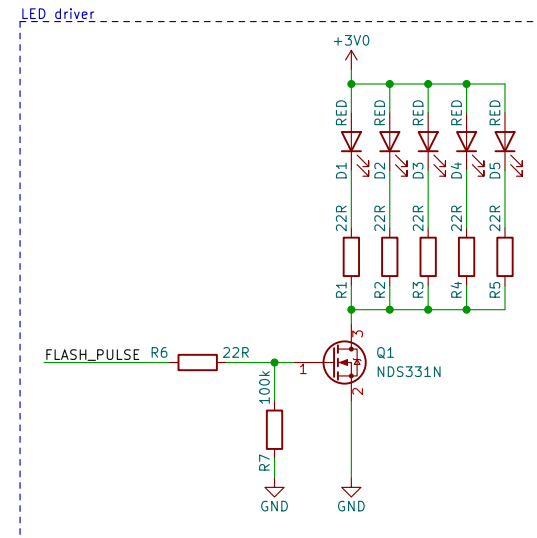 LED driver
+3V0
RED RED RED RED RED
D1 D2 D3 D4 D5
22R 22R 22R 22R 22R
R1 R2 R3 R4 R5
FLASH_PULSE R6 22R
1
3
Q1
NDS331N
2
100k
R7
GND GND